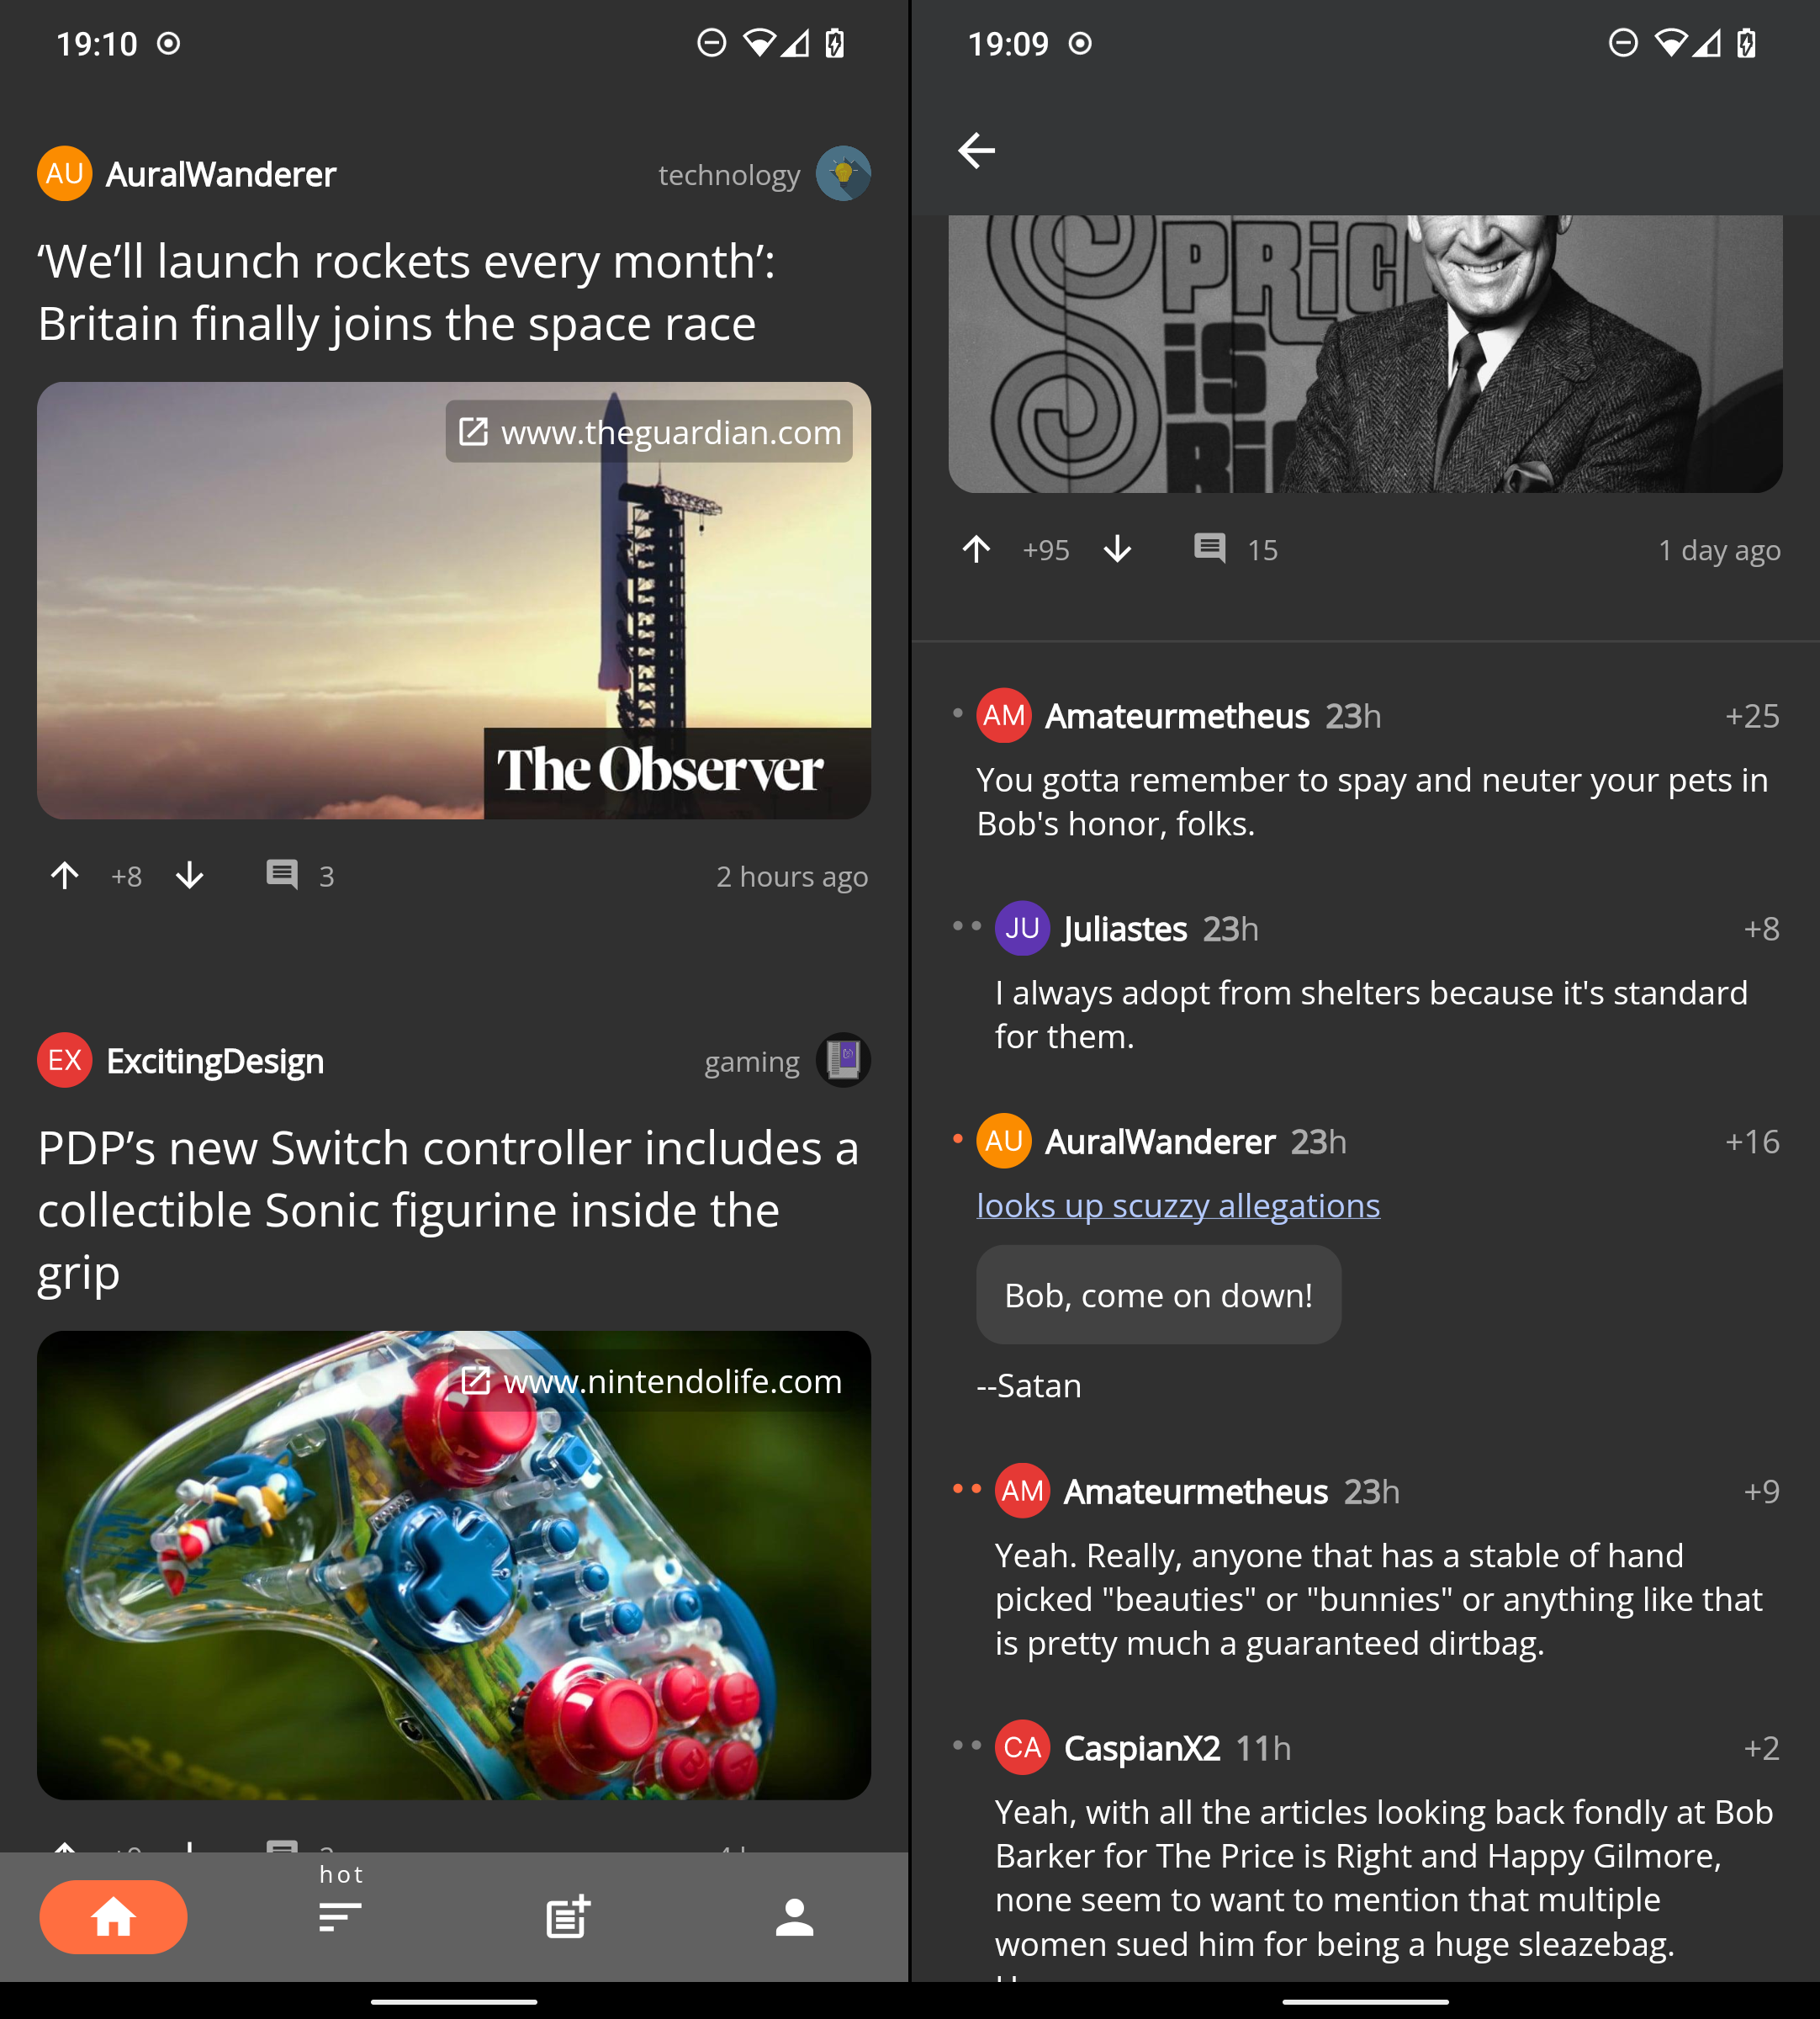 19:10
AU AuralWanderer technology
‘We’ll launch rockets every month’:
Britain finally joins the space race
www.theguardian.com
The Observer
+8 3 2 hours ago
EX ExcitingDesign gaming
PDP’s new Switch controller includes a
collectible Sonic figurine inside the
grip
www.nintendolife.com
hot
19:09
PRiC
iS
+95 15 1 day ago
AM Amateurmetheus 23h +25
You gotta remember to spay and neuter your pets in
Bob's honor, folks.
JU Juliastes 23h +8
I always adopt from shelters because it's standard
for them.
AU AuralWanderer 23h +16
looks up scuzzy allegations
Bob, come on down!
--Satan
AM Amateurmetheus 23h +9
Yeah. Really, anyone that has a stable of hand
picked "beauties" or "bunnies" or anything like that
is pretty much a guaranteed dirtbag.
CA CaspianX2 11h +2
Yeah, with all the articles looking back fondly at Bob
Barker for The Price is Right and Happy Gilmore,
none seem to want to mention that multiple
women sued him for being a huge sleazebag.